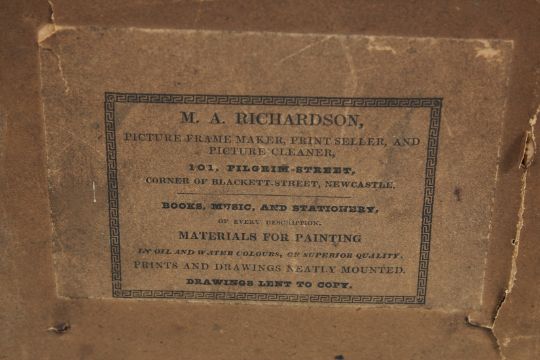 M. A. RICHARDSON,
PICTURE FRAME MAKER, PRINT SELLER, AND
PICTURE CLEANER,
101, PILGRIM-STREET,
CORNER OF BLACKETT-STREET, NEWCASTLE.
BOOKS, MUSIC, AND STATIONERY,
OF EVERY DESCRIPTION.
MATERIALS FOR PAINTING
IN OIL AND WATER COLOURS, OF SUPERIOR QUALITY.
PRINTS AND DRAWINGS NEATLY MOUNTED.
DRAWINGS LENT TO COPY.